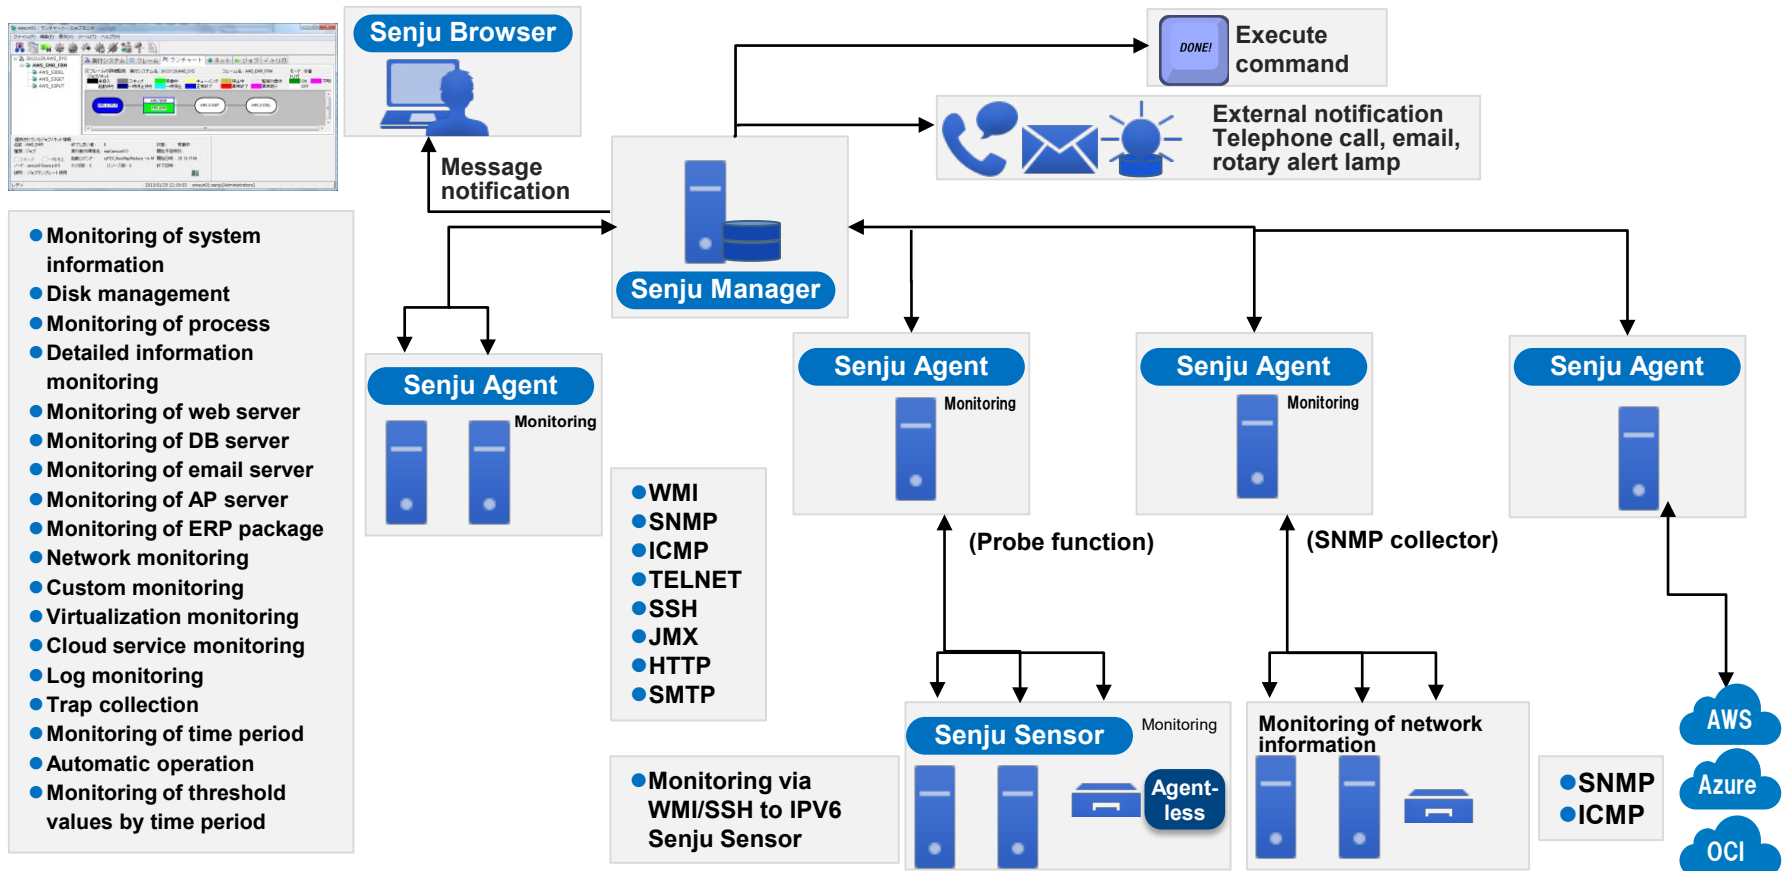 Senju Browser
DONE!
Execute
command
External notification
Telephone call, email,
rotary alert lamp
Message
notification
Senju Manager
Monitoring of system
information
Disk management
Monitoring of process
Detailed information
monitoring
Monitoring of web server
Monitoring of DB server
Monitoring of email server
Monitoring of AP server
Monitoring of ERP package
Network monitoring
Custom monitoring
Virtualization monitoring
Cloud service monitoring
Log monitoring
Trap collection
Monitoring of time period
Automatic operation
Monitoring of threshold
values by time period
Senju Agent
Monitoring
Senju Agent
Monitoring
Senju Agent
Monitoring
Senju Agent
WMI
SNMP
ICMP
TELNET
SSH
JMX
HTTP
SMTP
(Probe function)
(SNMP collector)
Monitoring via
WMI/SSH to IPV6
Senju Sensor
Senju Sensor
Monitoring
Agent-
less
Monitoring of network
information
SNMP
ICMP
AWS
Azure
OCI